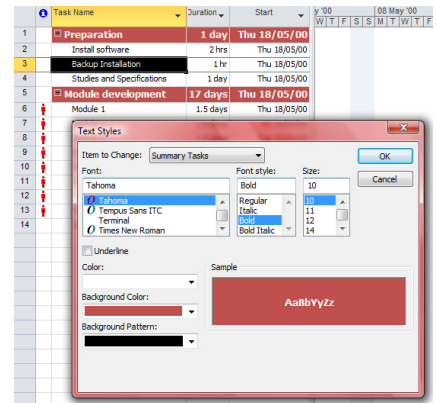 Task Name Duration Start y '00 08 May '00
W T F S S M T W T F
1 Preparation 1 day Thu 18/05/00
2 Install software 2 hrs Thu 18/05/00
3 Backup Installation 1 hr Thu 18/05/00
4 Studies and Specifications 1 day Thu 18/05/00
5 Module development 17 days Thu 18/05/00
6 Module 1 1.5 days Thu 18/05/00
7
8
9
10
11
12
13
14
Text Styles
Item to Change: Summary Tasks
OK
Cancel
Font: Font style: Size:
Tahoma Bold 10
Tahoma Regular 10
Tempus Sans ITC Italic 11
Terminal Bold 12
Times New Roman Bold Italic 14
Underline
Color: Sample
Background Color:
AaBbYyZz
Background Pattern: